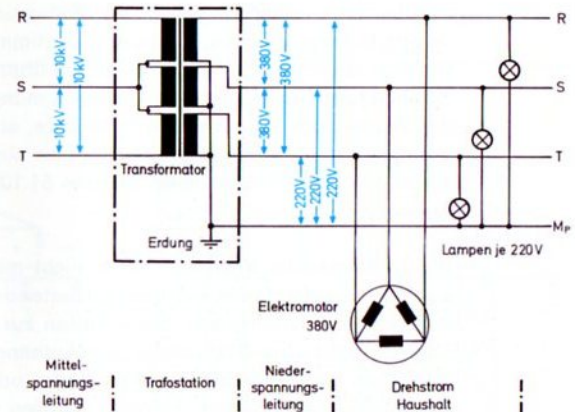 R
R
S
S
T
T
Mₚ
10kV
10kV
10kV
380V
380V
380V
220V
220V
220V
Transformator
Erdung
Lampen je 220V
Elektromotor
380V
Mittel-
spannungs-
leitung
Trafostation
Nieder-
spannungs-
leitung
Drehstrom
Haushalt